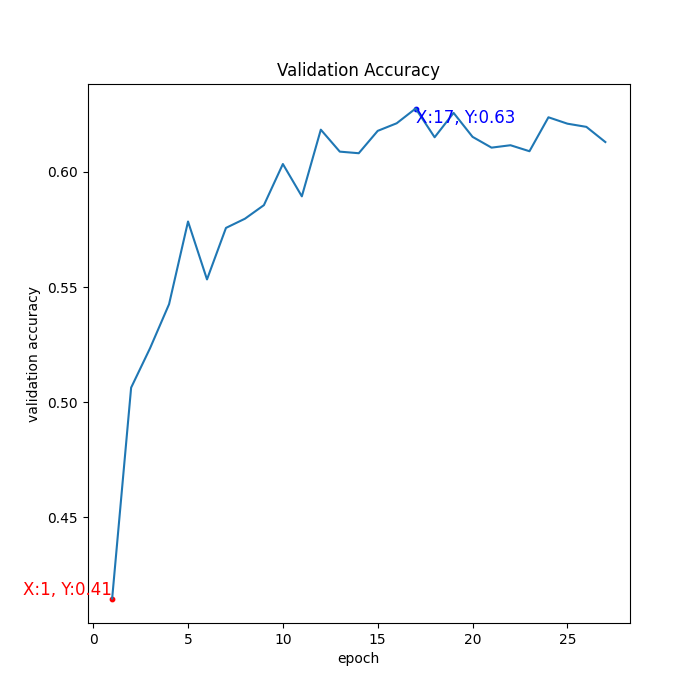 Validation Accuracy
X:17, Y:0.63
0.60
0.55
validation accuracy
0.50
0.45
X:1, Y:0.41
0 5 10 15 20 25
epoch